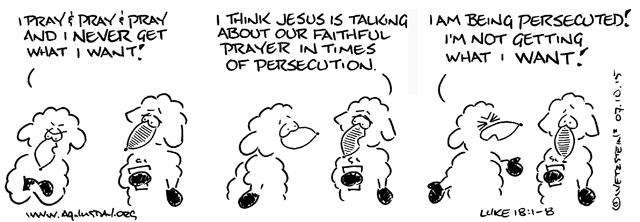 I PRAY & PRAY & PRAY
AND I NEVER GET
WHAT I WANT!
I THINK JESUS IS TALKING
ABOUT OUR FAITHFUL
PRAYER IN TIMES
OF PERSECUTION.
I AM BEING PERSECUTED!
I'M NOT GETTING
WHAT I WANT!
WWW.AGNUSDAY.ORG
LUKE 18:1-8
©WETZSTEIN 07.10.15